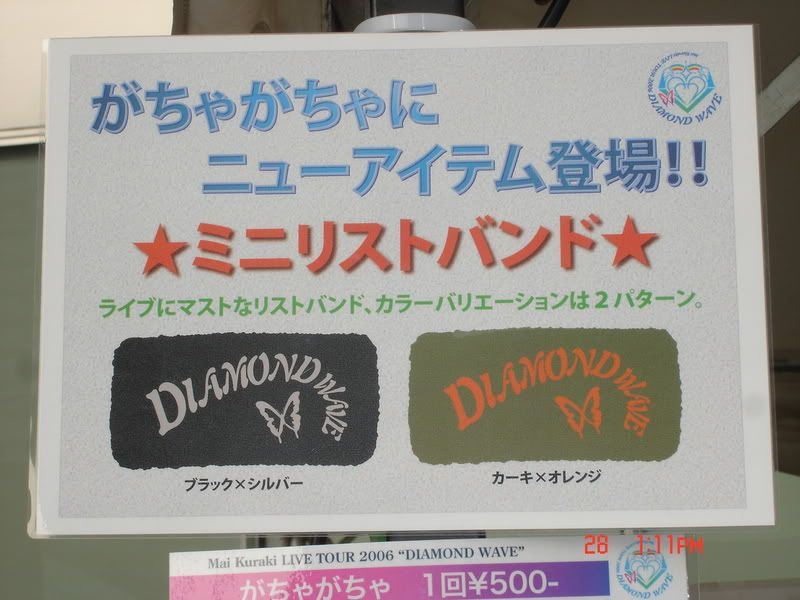 がちゃがちゃに
ニューアイテム登場!!
DIAMOND WAVE
★ミニリストバンド★
ライブにマストなリストバンド、カラーバリエーションは2パターン。
DIAMOND WAVE
DIAMOND WAVE
ブラック×シルバー
カーキ×オレンジ
28 1:11PM
Mai Kuraki LIVE TOUR 2006 "DIAMOND WAVE"
がちゃがちゃ 1回¥500-